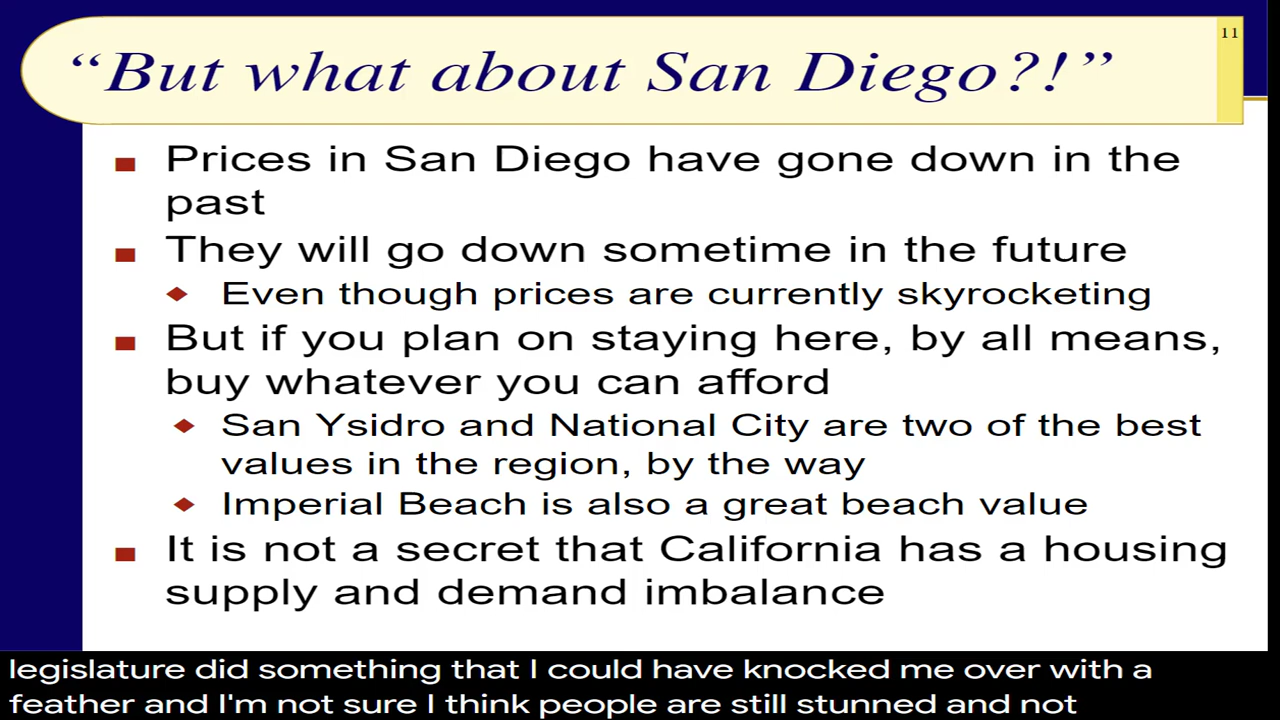 11
“But what about San Diego?!”
Prices in San Diego have gone down in the
past
They will go down sometime in the future
Even though prices are currently skyrocketing
But if you plan on staying here, by all means,
buy whatever you can afford
San Ysidro and National City are two of the best
values in the region, by the way
Imperial Beach is also a great beach value
It is not a secret that California has a housing
supply and demand imbalance
legislature did something that I could have knocked me over with a
feather and I'm not sure I think people are still stunned and not